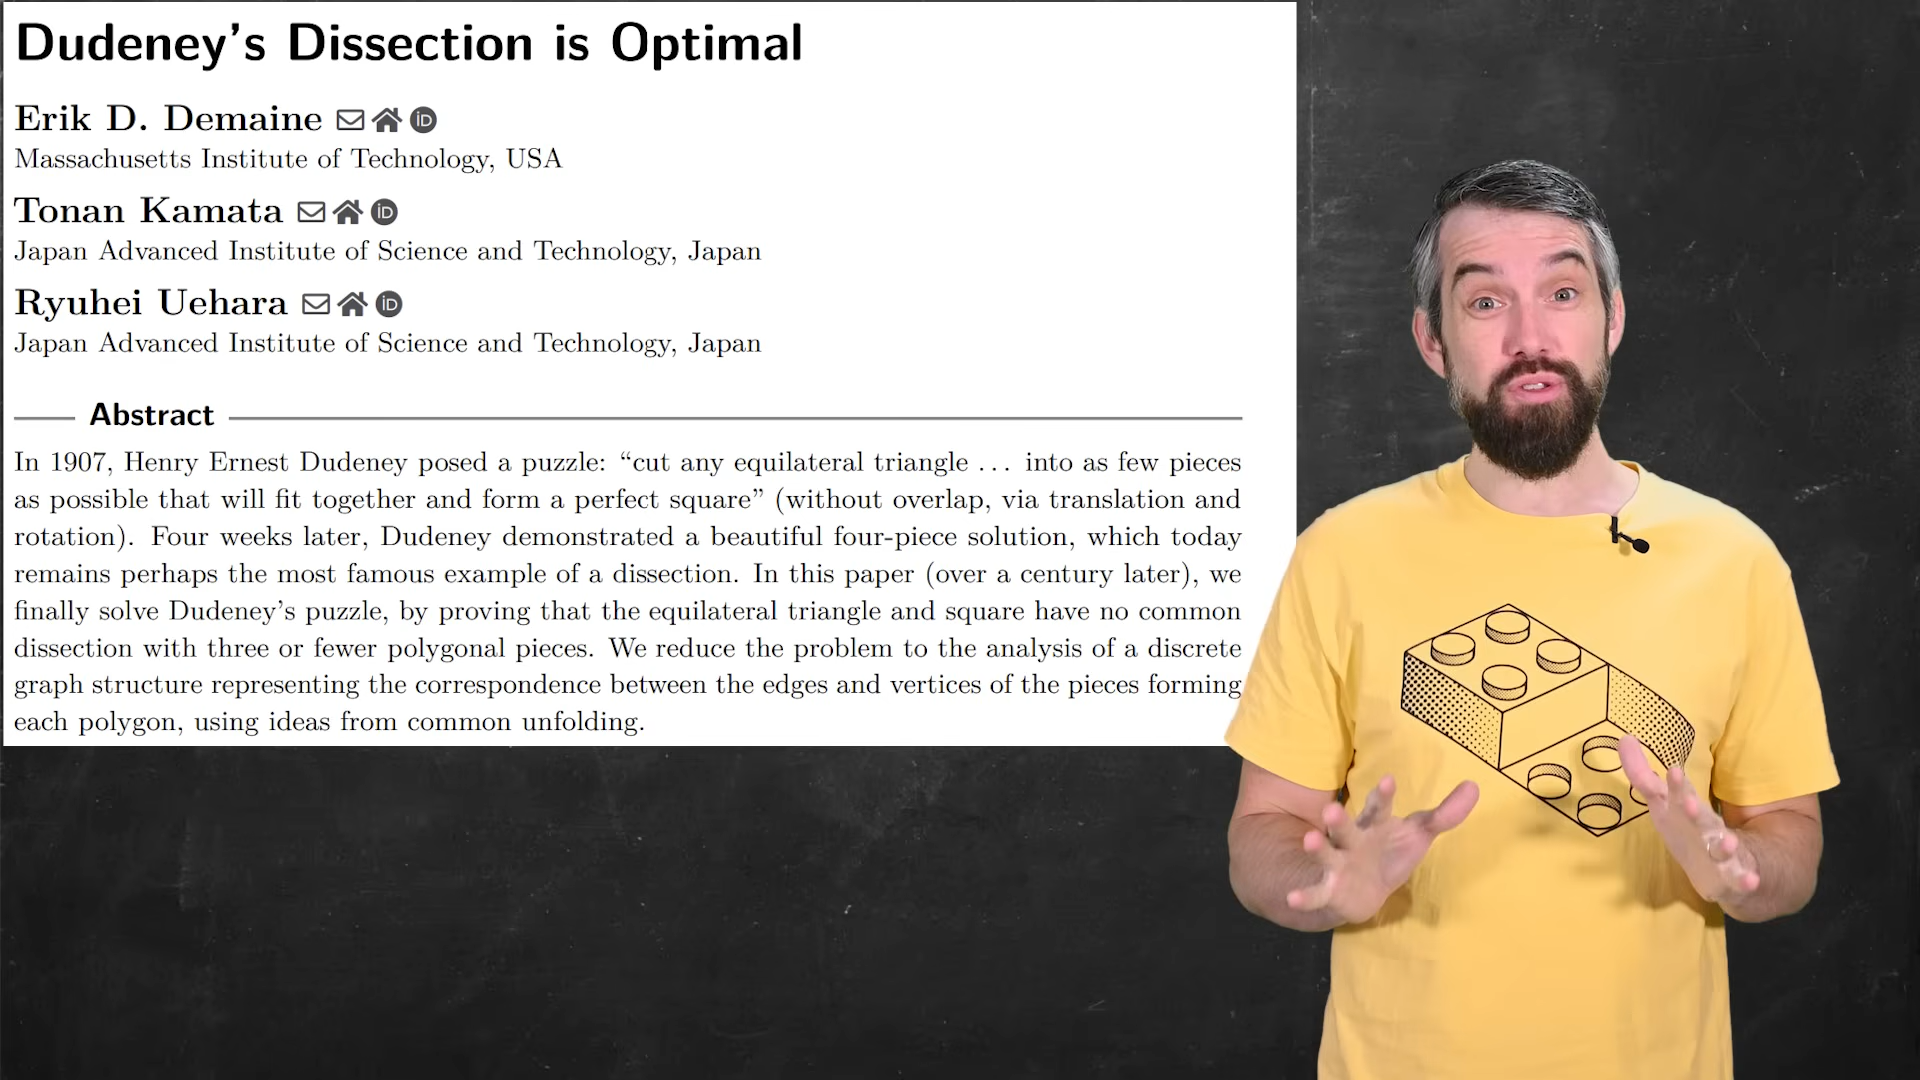 Dudeney's Dissection is Optimal
Erik D. Demaine
Massachusetts Institute of Technology, USA
Tonan Kamata
Japan Advanced Institute of Science and Technology, Japan
Ryuhei Uehara
Japan Advanced Institute of Science and Technology, Japan
Abstract
In 1907, Henry Ernest Dudeney posed a puzzle: “cut any equilateral triangle … into as few pieces
as possible that will fit together and form a perfect square” (without overlap, via translation and
rotation). Four weeks later, Dudeney demonstrated a beautiful four-piece solution, which today
remains perhaps the most famous example of a dissection. In this paper (over a century later), we
finally solve Dudeney's puzzle, by proving that the equilateral triangle and square have no common
dissection with three or fewer polygonal pieces. We reduce the problem to the analysis of a discrete
graph structure representing the correspondence between the edges and vertices of the pieces forming
each polygon, using ideas from common unfolding.